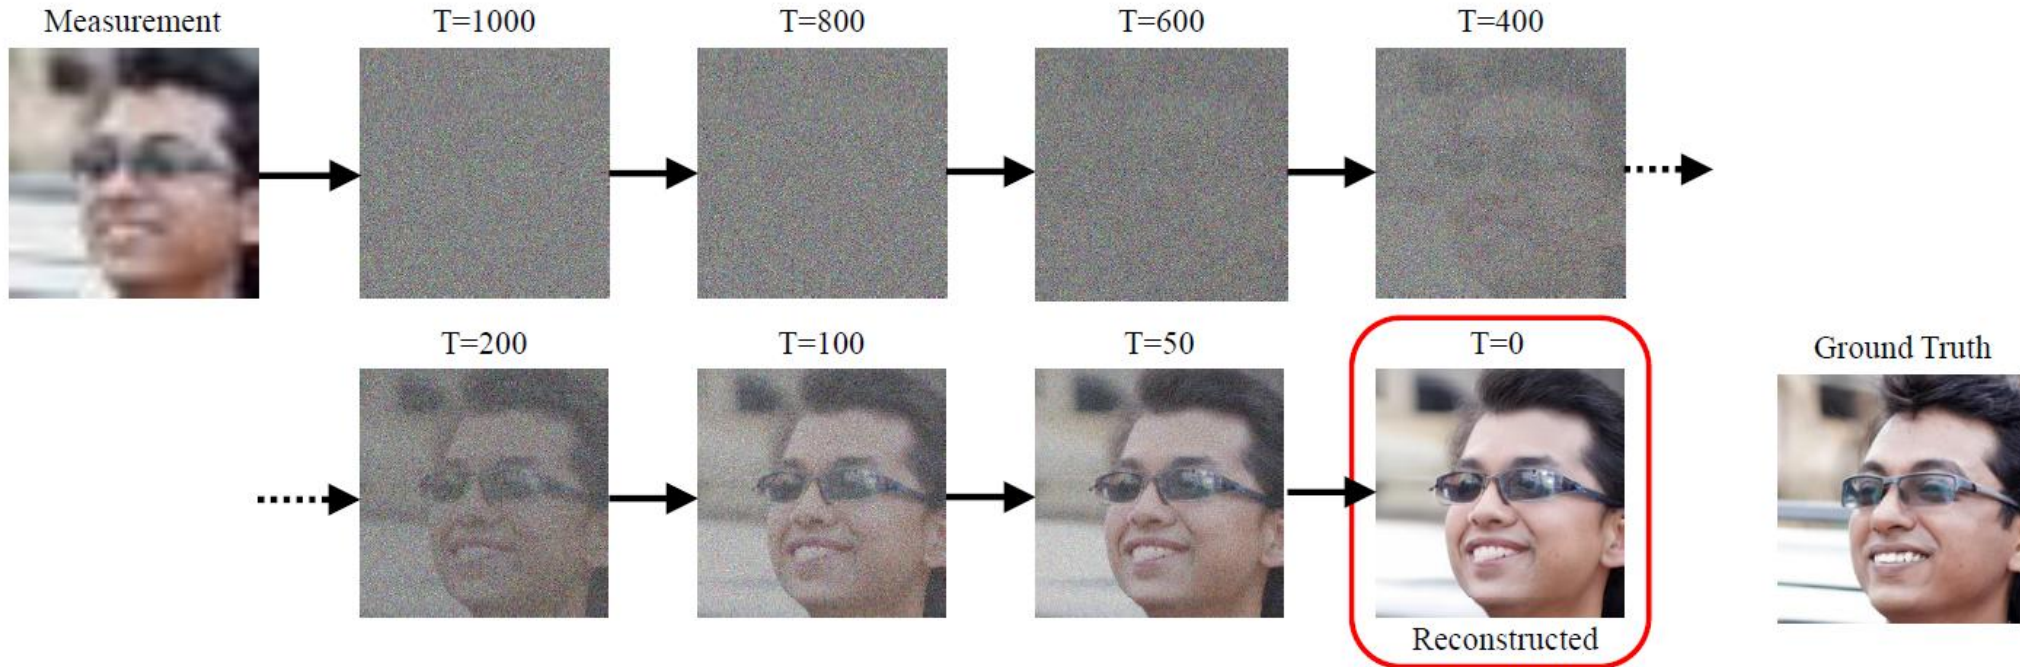 Measurement
T=1000
T=800
T=600
T=400
T=200
T=100
T=50
T=0
Ground Truth
Reconstructed